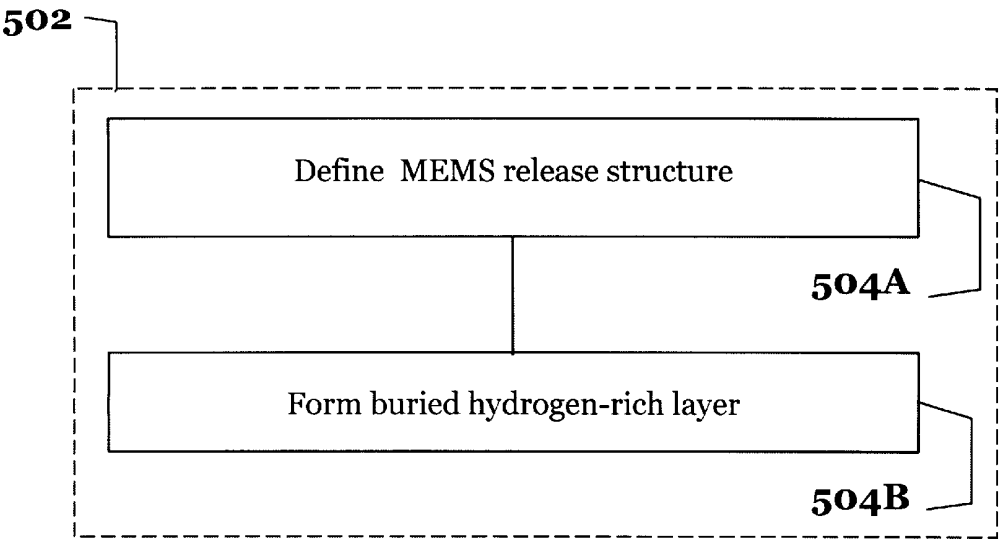 502
Define MEMS release structure
504A
Form buried hydrogen-rich layer
504B